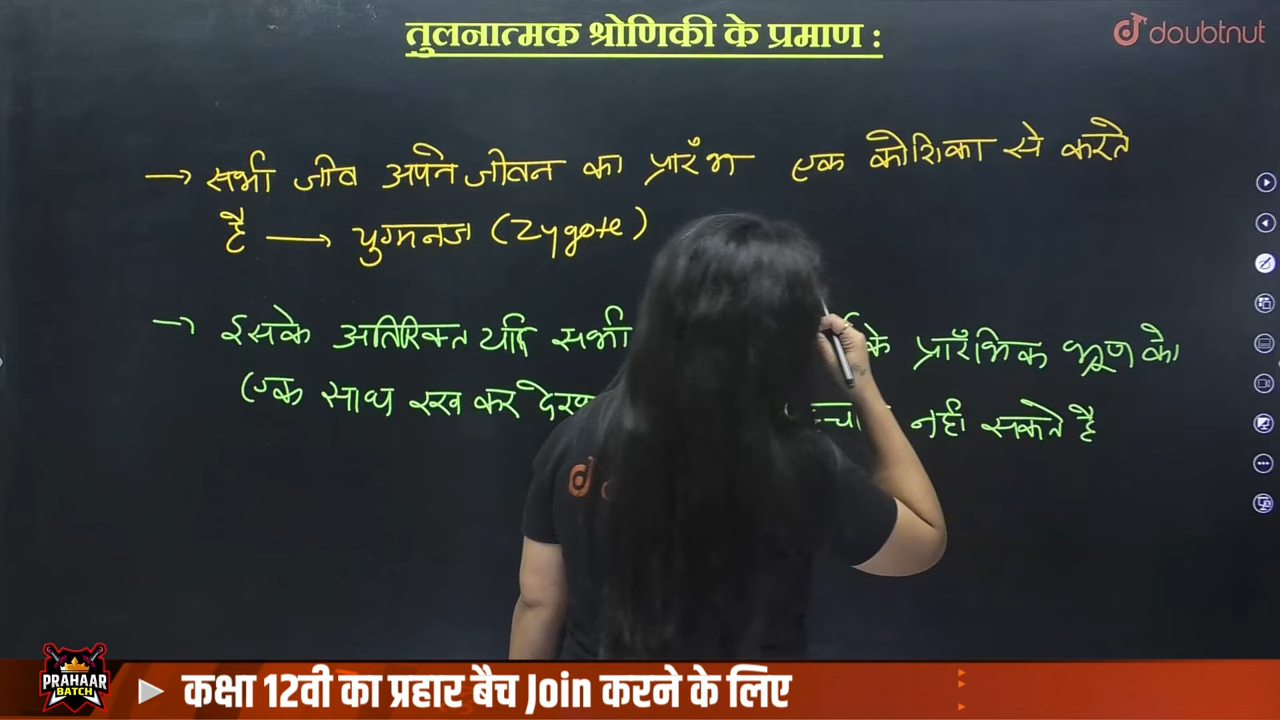 तुलनात्मक श्रोणिकी के प्रमाण :
doubtnut
→ सभी जीव अपने जीवन का प्रारंभ एक कोशिका से करते
है → युग्मनज (Zygote)
→ इसके अतिरिक्त यदि सभी के प्रारंभिक भ्रूण को
एक साथ रख कर नहीं सकते है
PRAHAAR
BATCH
कक्षा 12वी का प्रहार बैच Join करने के लिए